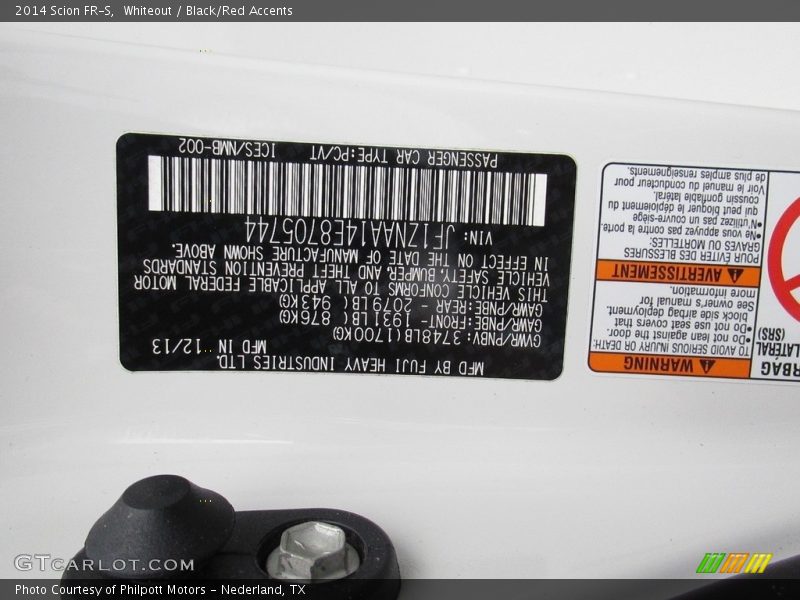 2014 Scion FR-S, Whiteout / Black/Red Accents
MFD BY FUJI HEAVY INDUSTRIES LTD.
MFD IN 12/13
GVWR/PNBV: 3748LB(1700KG)
GAWR/PNBE:FRONT- 1931LB( 876KG)
GAWR/PNBE:REAR - 2079LB( 943KG)
THIS VEHICLE CONFORMS TO ALL APPLICABLE FEDERAL MOTOR
VEHICLE SAFETY, BUMPER, AND THEFT PREVENTION STANDARDS
IN EFFECT ON THE DATE OF MANUFACTURE SHOWN ABOVE.
VIN: JF1ZNAA14E8705744
PASSENGER CAR TYPE:PC/VT ICES/NMB-002
WARNING
TO AVOID SERIOUS INJURY OR DEATH:
•Do not lean against the door.
•Do not use seat covers that
block side airbag deployment.
See owner's manual for
more information.
AVERTISSEMENT
POUR ÉVITER DES BLESSURES
GRAVES OU MORTELLES:
•Ne vous appuyez pas contre la porte.
•N'utilisez pas un couvre-siège
qui peut bloquer le déploiement du
coussin gonflable latéral.
Voir le manuel du conducteur pour
de plus amples renseignements.
(SRS)
GTCARLOT.COM
Photo Courtesy of Philpott Motors - Nederland, TX